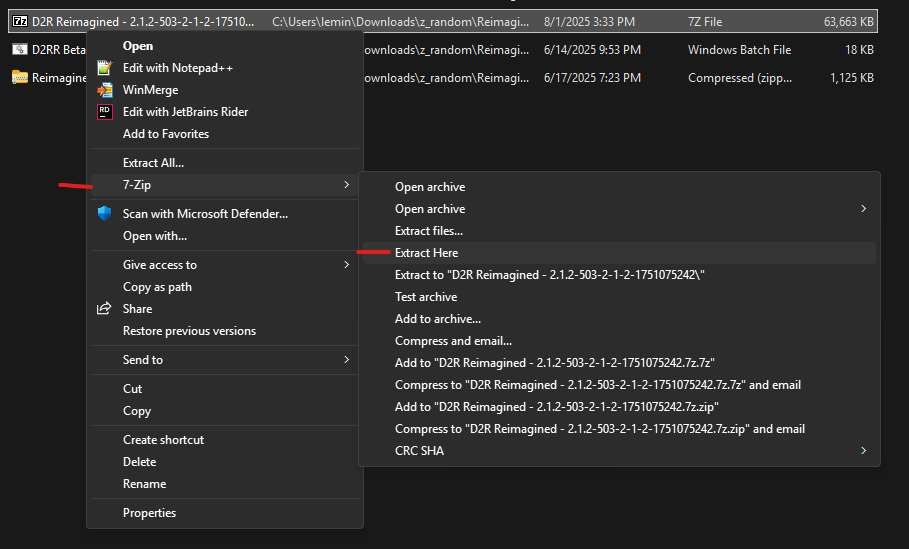 D2R Reimagined - 2.1.2-503-2-1-2-17510... C:\Users\lemin\Downloads\z_random\Reimagi... 8/1/2025 3:33 PM 7Z File 63,663 KB
D2RR Beta ownloads\z_random\Reimagi... 6/14/2025 9:53 PM Windows Batch File 18 KB
Reimagine ownloads\z_random\Reimagi... 6/17/2025 7:23 PM Compressed (zipp... 1,125 KB
Open
Edit with Notepad++
WinMerge
Edit with JetBrains Rider
Add to Favorites
Extract All...
7-Zip
Scan with Microsoft Defender...
Open with...
Give access to
Copy as path
Share
Restore previous versions
Send to
Cut
Copy
Create shortcut
Delete
Rename
Properties
Open archive
Open archive
Extract files...
Extract Here
Extract to "D2R Reimagined - 2.1.2-503-2-1-2-1751075242\"
Test archive
Add to archive...
Compress and email...
Add to "D2R Reimagined - 2.1.2-503-2-1-2-1751075242.7z.7z"
Compress to "D2R Reimagined - 2.1.2-503-2-1-2-1751075242.7z.7z" and email
Add to "D2R Reimagined - 2.1.2-503-2-1-2-1751075242.7z.zip"
Compress to "D2R Reimagined - 2.1.2-503-2-1-2-1751075242.7z.zip" and email
CRC SHA